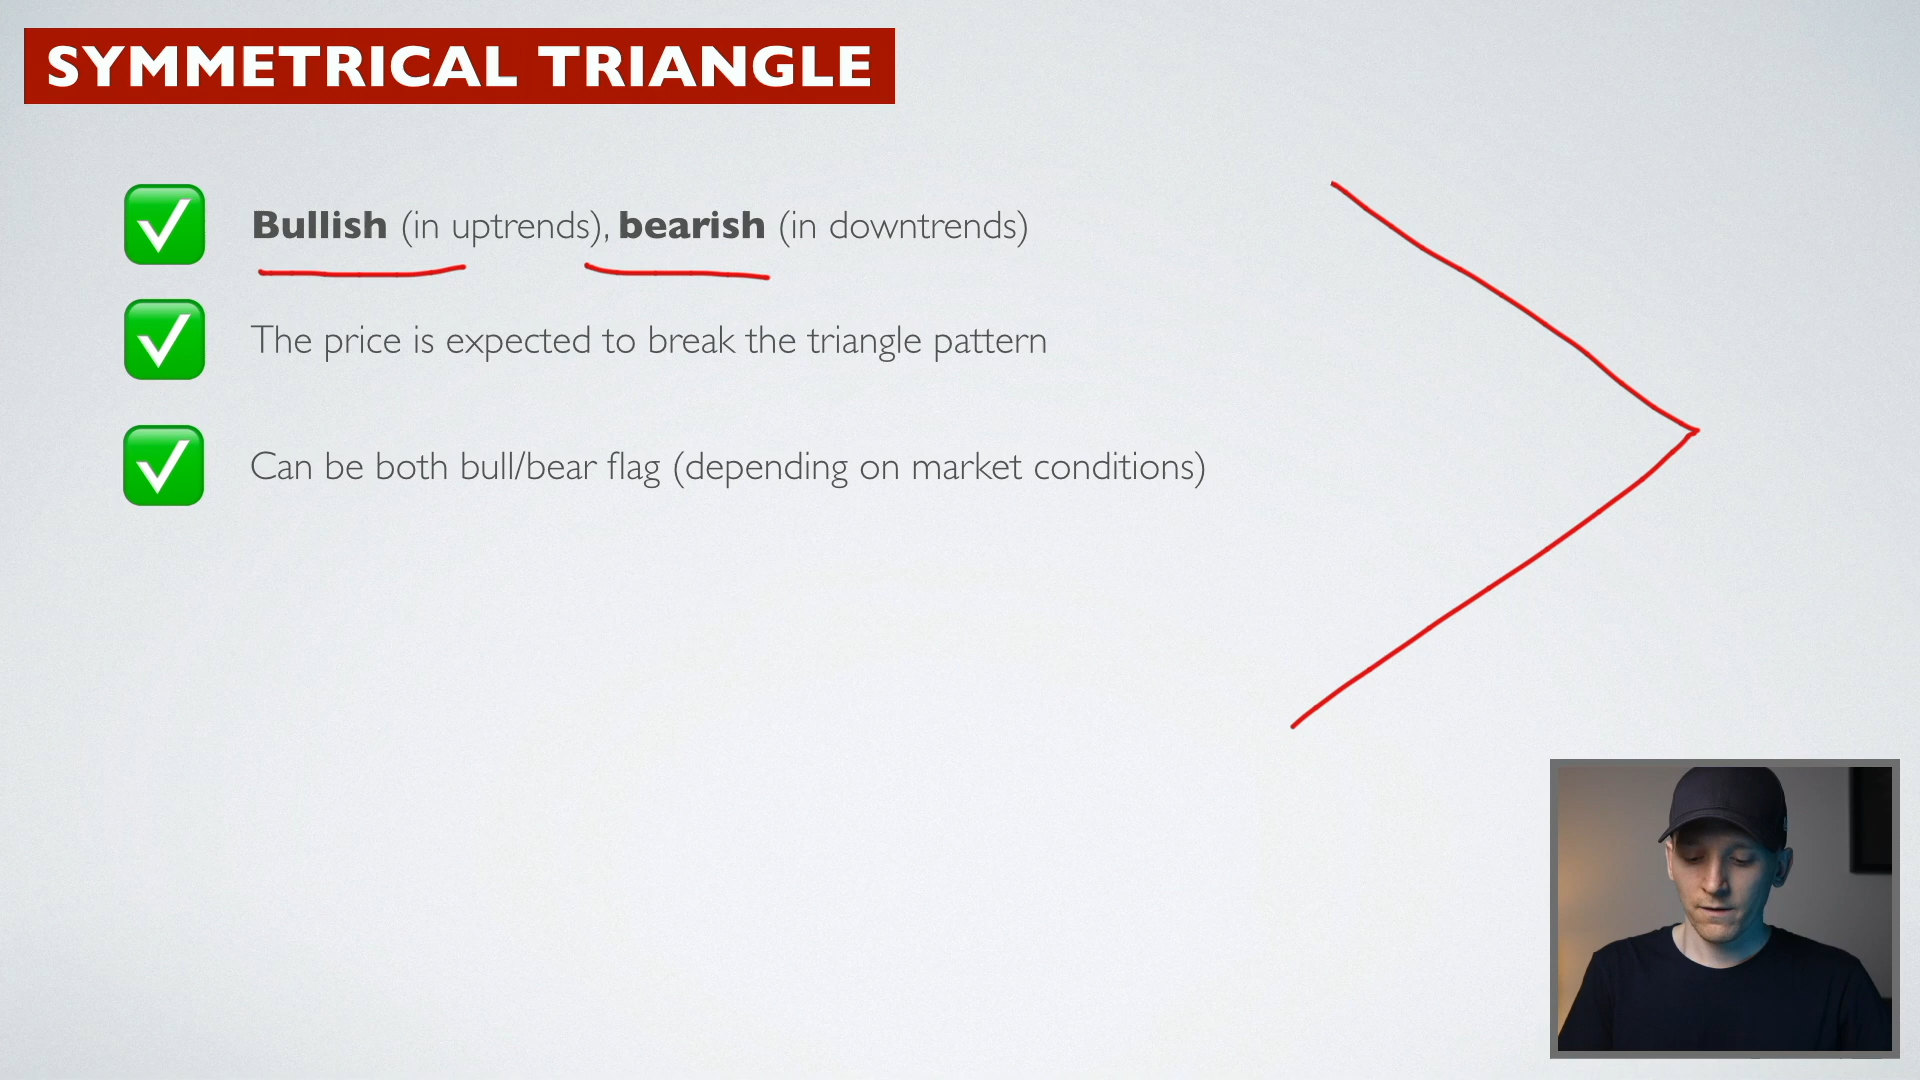 SYMMETRICAL TRIANGLE
Bullish (in uptrends), bearish (in downtrends)
The price is expected to break the triangle pattern
Can be both bull/bear flag (depending on market conditions)